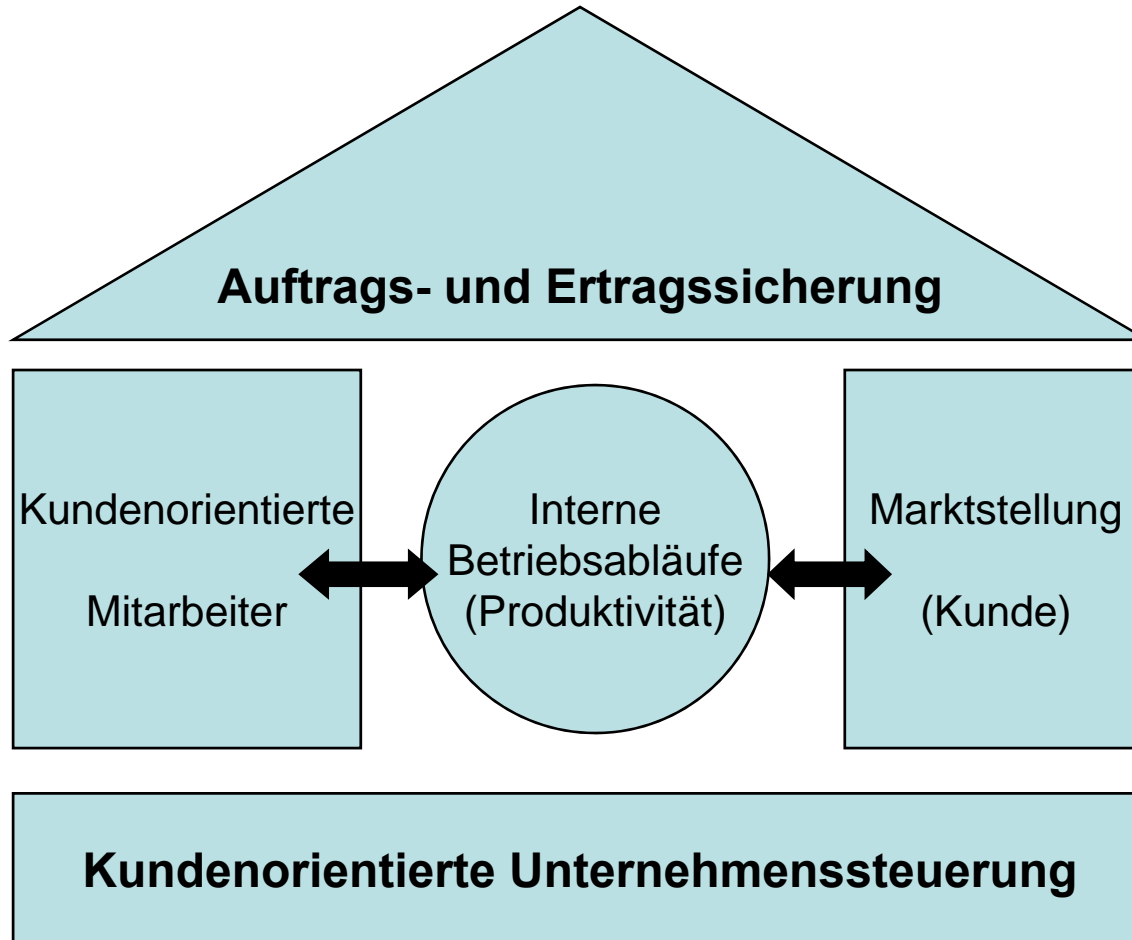 Auftrags- und Ertragssicherung
Kundenorientierte
Mitarbeiter
Interne
Betriebsabläufe
(Produktivität)
Marktstellung
(Kunde)
Kundenorientierte Unternehmenssteuerung